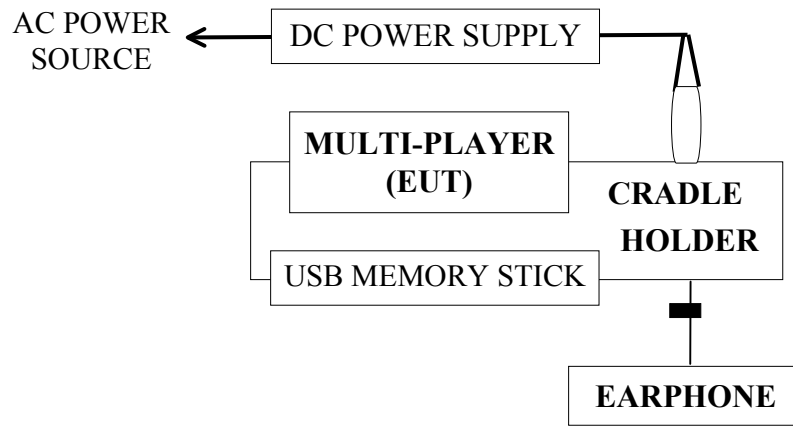 AC POWER
SOURCE
DC POWER SUPPLY
MULTI-PLAYER
(EUT)
CRADLE
HOLDER
USB MEMORY STICK
EARPHONE